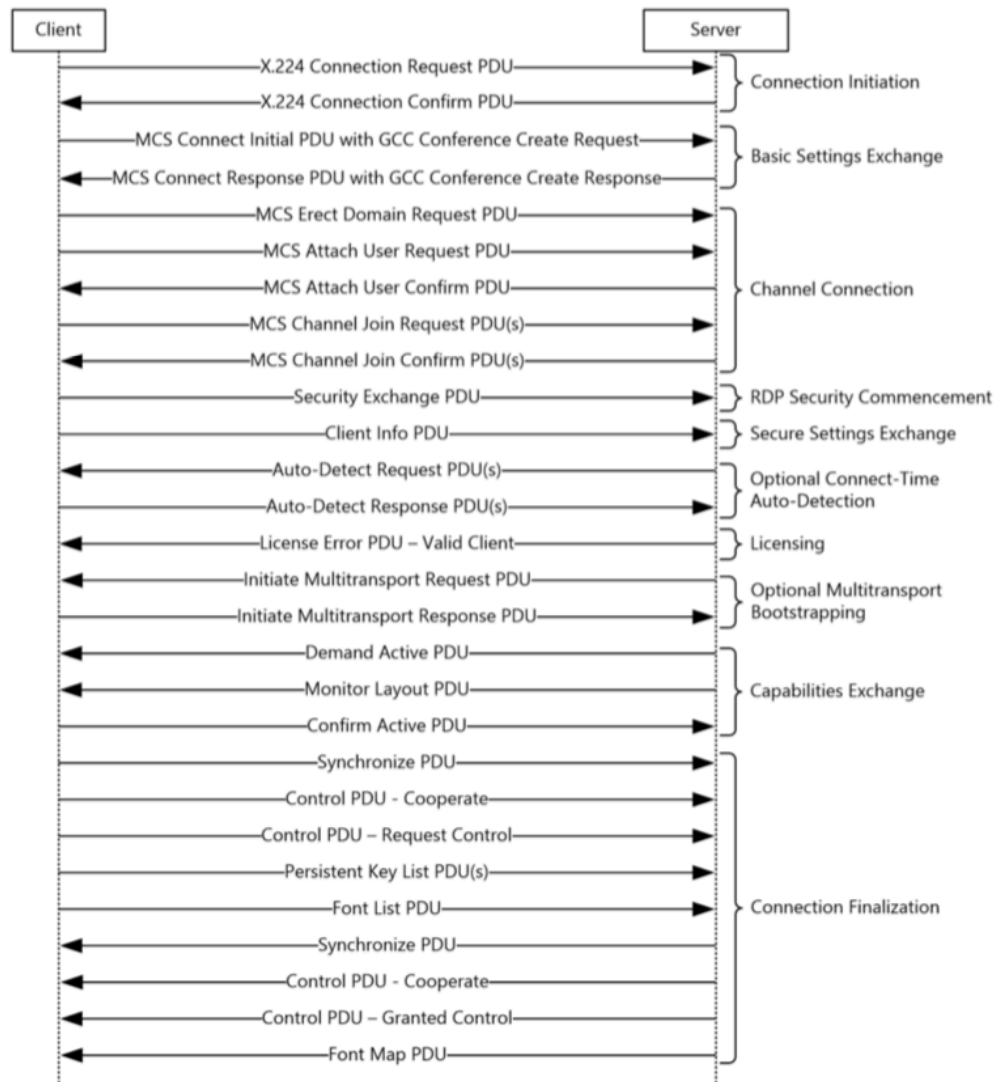 Client
Server
X.224 Connection Request PDU
X.224 Connection Confirm PDU
Connection Initiation
MCS Connect Initial PDU with GCC Conference Create Request
MCS Connect Response PDU with GCC Conference Create Response
Basic Settings Exchange
MCS Erect Domain Request PDU
MCS Attach User Request PDU
MCS Attach User Confirm PDU
MCS Channel Join Request PDU(s)
MCS Channel Join Confirm PDU(s)
Channel Connection
Security Exchange PDU
RDP Security Commencement
Client Info PDU
Secure Settings Exchange
Auto-Detect Request PDU(s)
Auto-Detect Response PDU(s)
Optional Connect-Time
Auto-Detection
License Error PDU – Valid Client
Licensing
Initiate Multitransport Request PDU
Initiate Multitransport Response PDU
Optional Multitransport
Bootstrapping
Demand Active PDU
Monitor Layout PDU
Confirm Active PDU
Capabilities Exchange
Synchronize PDU
Control PDU - Cooperate
Control PDU – Request Control
Persistent Key List PDU(s)
Font List PDU
Synchronize PDU
Control PDU - Cooperate
Control PDU – Granted Control
Font Map PDU
Connection Finalization